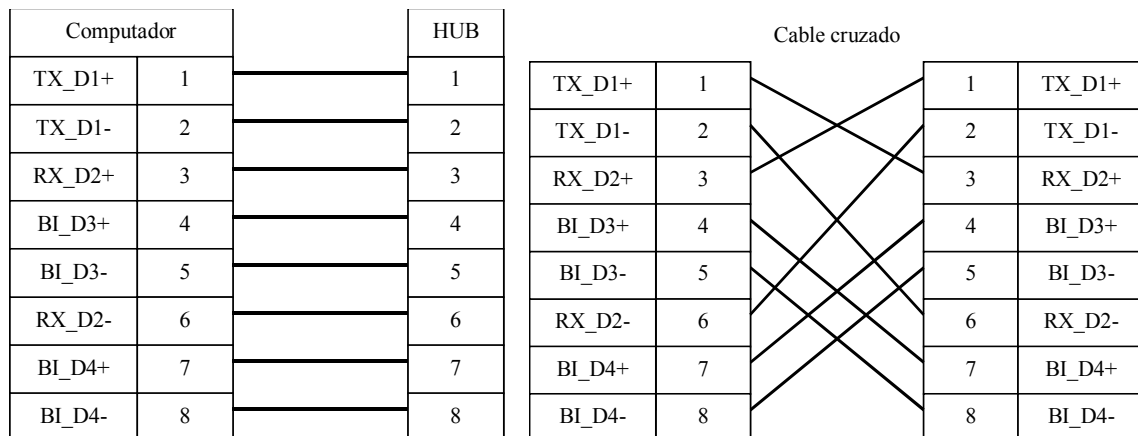 Computador HUB
TX_D1+ 1 1
TX_D1- 2 2
RX_D2+ 3 3
BI_D3+ 4 4
BI_D3- 5 5
RX_D2- 6 6
BI_D4+ 7 7
BI_D4- 8 8
Cable cruzado
TX_D1+ 1 1 TX_D1+
TX_D1- 2 2 TX_D1-
RX_D2+ 3 3 RX_D2+
BI_D3+ 4 4 BI_D3+
BI_D3- 5 5 BI_D3-
RX_D2- 6 6 RX_D2-
BI_D4+ 7 7 BI_D4+
BI_D4- 8 8 BI_D4-